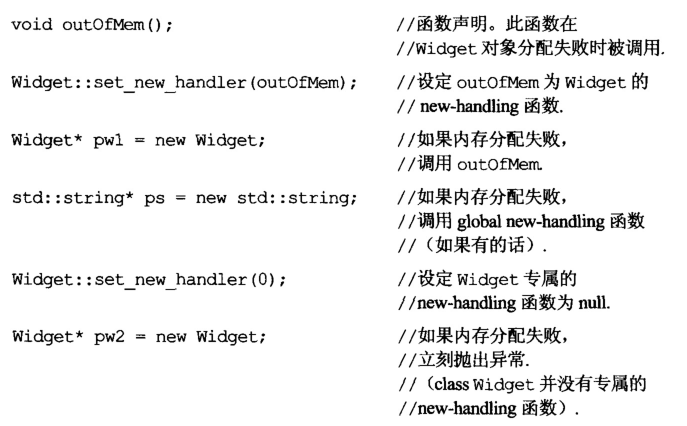 void outOfMem(); //函数声明。此函数在
//Widget 对象分配失败时被调用.
Widget::set_new_handler(outOfMem); //设定 outOfMem 为 Widget 的
// new-handling 函数.
Widget* pw1 = new Widget; //如果内存分配失败，
//调用 outOfMem.
std::string* ps = new std::string; //如果内存分配失败，
//调用 global new-handling 函数
//（如果有的话）.
Widget::set_new_handler(0); //设定 Widget 专属的
//new-handling 函数为 null.
Widget* pw2 = new Widget; //如果内存分配失败，
//立刻抛出异常.
//（class Widget 并没有专属的
//new-handling 函数）.